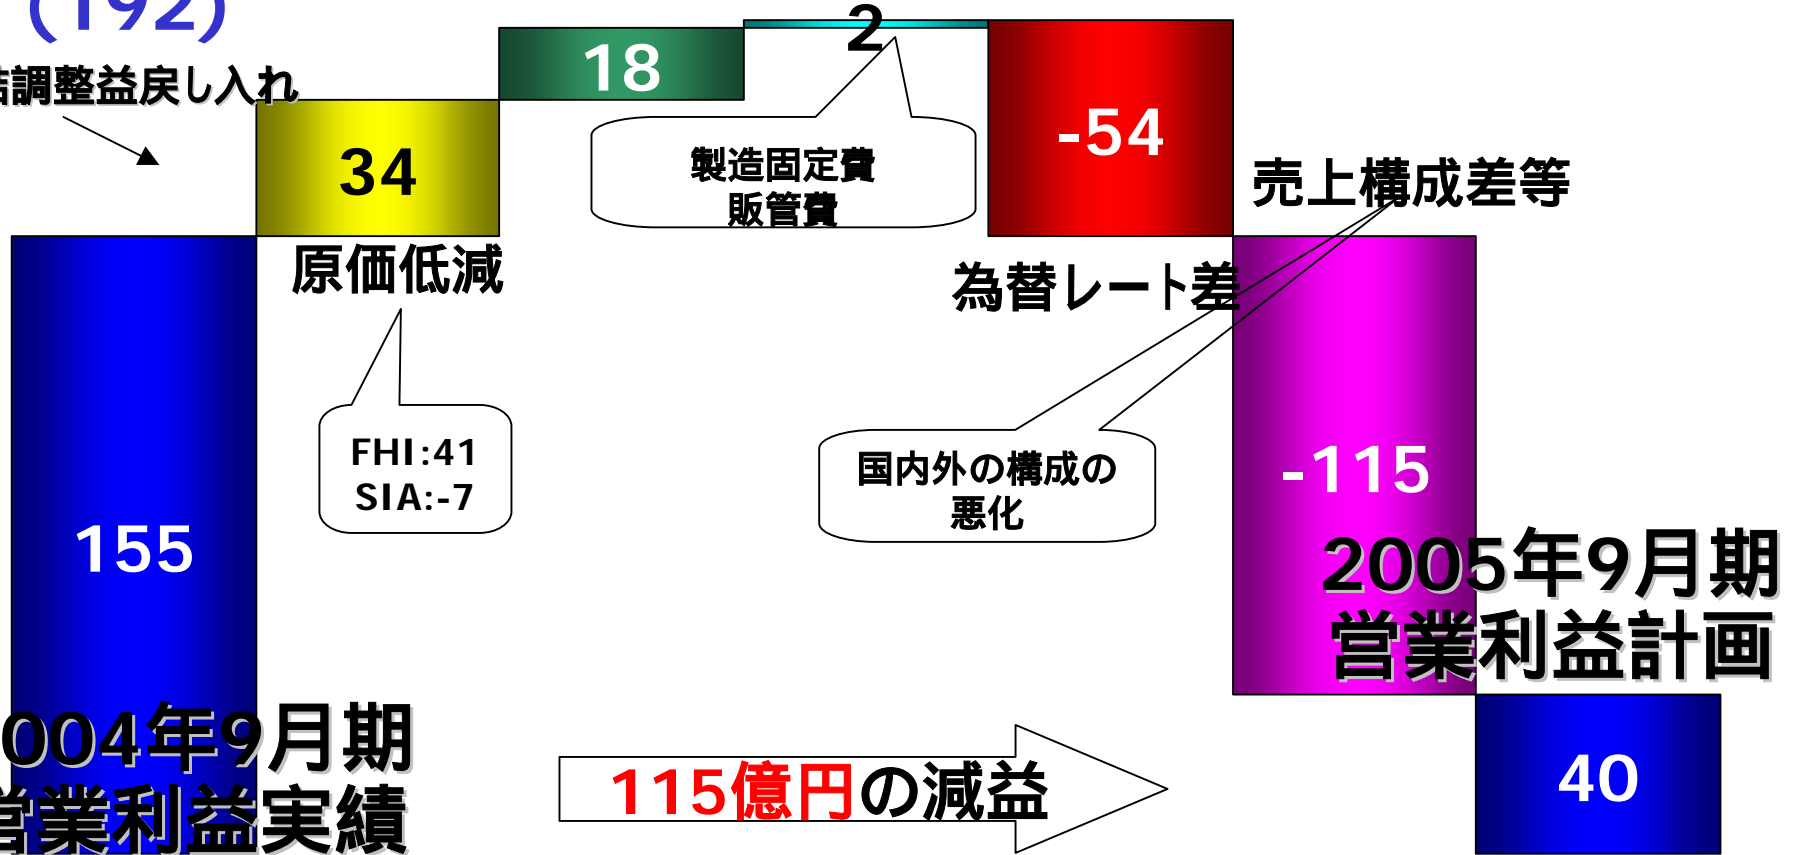 (192)
調整益戻し入れ
34
18
2
-54
製造固定費
販管費
売上構成差等
原価低減
為替レート差
FHI:41
SIA:-7
国内外の構成の
悪化
-115
155
2005年9月期
営業利益計画
004年9月期
営業利益実績
115億円の減益
40